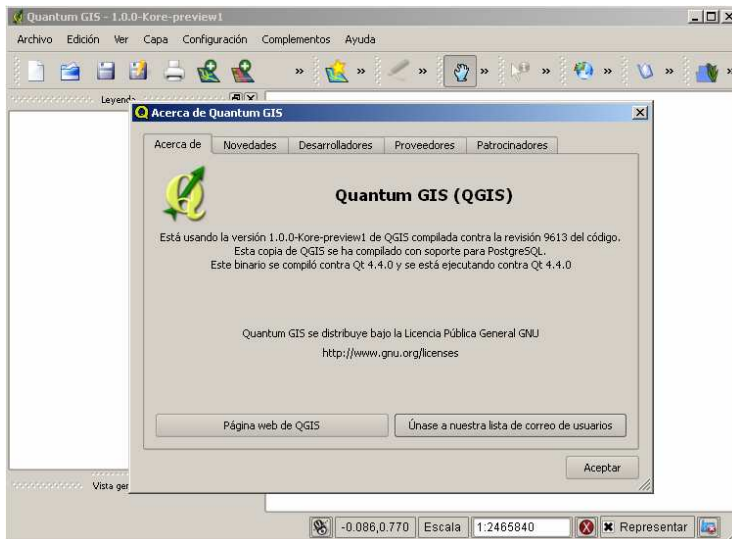 Quantum GIS - 1.0.0-Kore-preview1
Archivo Edición Ver Capa Configuración Complementos Ayuda
Acerca de Quantum GIS
Acerca de Novedades Desarrolladores Proveedores Patrocinadores
Quantum GIS (QGIS)
Está usando la versión 1.0.0-Kore-preview1 de QGIS compilada contra la revisión 9613 del código.
Esta copia de QGIS se ha compilado con soporte para PostgreSQL.
Este binario se compiló contra Qt 4.4.0 y se está ejecutando contra Qt 4.4.0
Quantum GIS se distribuye bajo la Licencia Pública General GNU
http://www.gnu.org/licenses
Página web de QGIS Únase a nuestra lista de correo de usuarios
Aceptar
Vista
-0.086,0.770 Escala 1:2465840 Representar